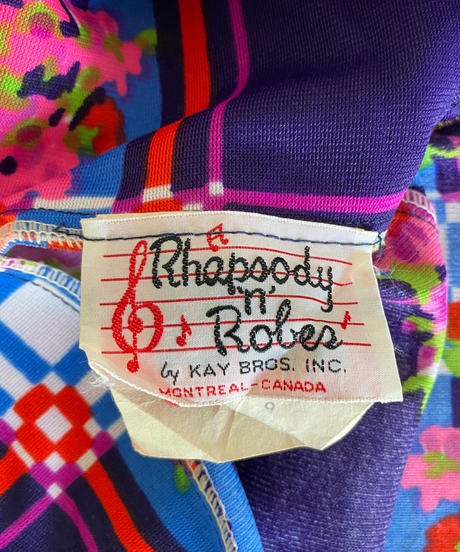 Rhapsody
'n'
Robes
by KAY BROS. INC.
MONTREAL-CANADA
9